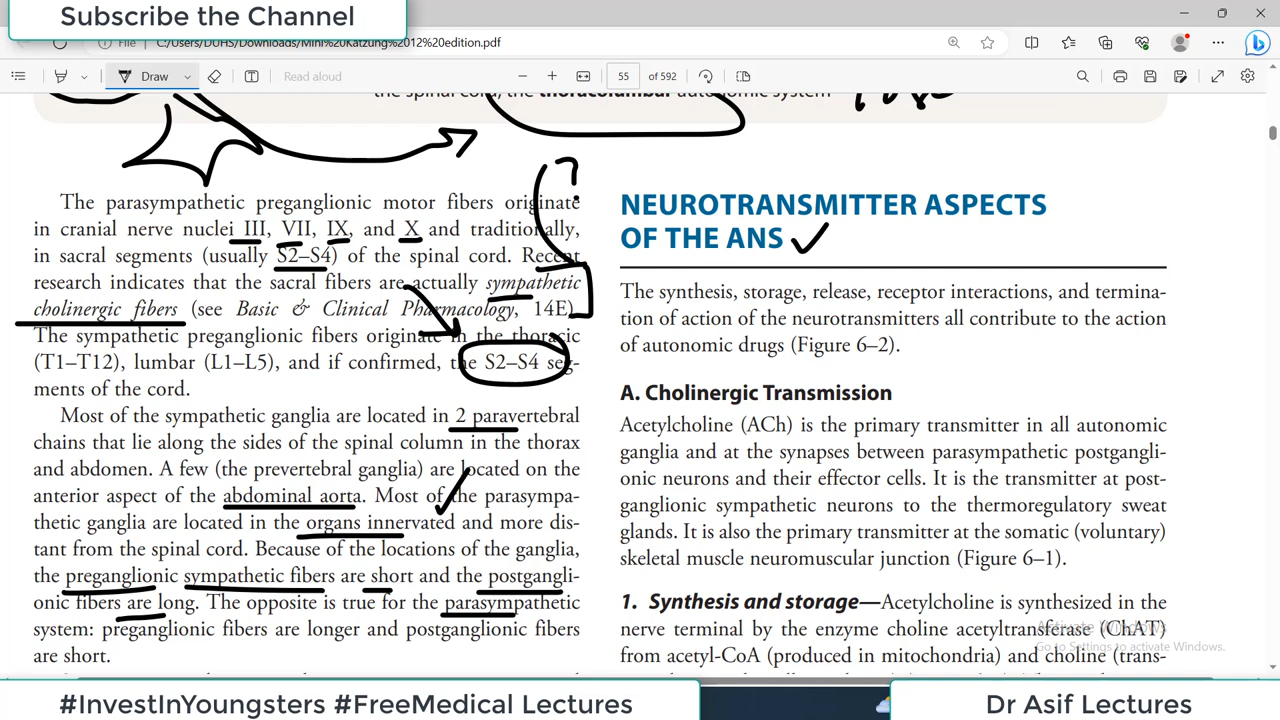 Subscribe the Channel
File
C:/Users/DUHS/Downloads/Mini%20Katzung%2012%20edition.pdf
Draw
Read aloud
55 of 592
the spinal cord, the thoracolumbar autonomic system
The parasympathetic preganglionic motor fibers originate
in cranial nerve nuclei III, VII, IX, and X and traditionally,
in sacral segments (usually S2–S4) of the spinal cord. Recent
research indicates that the sacral fibers are actually sympathetic
cholinergic fibers (see Basic & Clinical Pharmacology, 14E)
The sympathetic preganglionic fibers originate in the thoracic
(T1–T12), lumbar (L1–L5), and if confirmed, the S2–S4 seg-
ments of the cord.
Most of the sympathetic ganglia are located in 2 paravertebral
chains that lie along the sides of the spinal column in the thorax
and abdomen. A few (the prevertebral ganglia) are located on the
anterior aspect of the abdominal aorta. Most of the parasympa-
thetic ganglia are located in the organs innervated and more dis-
tant from the spinal cord. Because of the locations of the ganglia,
the preganglionic sympathetic fibers are short and the postgangli-
onic fibers are long. The opposite is true for the parasympathetic
system: preganglionic fibers are longer and postganglionic fibers
are short.
NEUROTRANSMITTER ASPECTS
OF THE ANS
The synthesis, storage, release, receptor interactions, and termina-
tion of action of the neurotransmitters all contribute to the action
of autonomic drugs (Figure 6–2).
A. Cholinergic Transmission
Acetylcholine (ACh) is the primary transmitter in all autonomic
ganglia and at the synapses between parasympathetic postgangli-
onic neurons and their effector cells. It is the transmitter at post-
ganglionic sympathetic neurons to the thermoregulatory sweat
glands. It is also the primary transmitter at the somatic (voluntary)
skeletal muscle neuromuscular junction (Figure 6–1).
1. Synthesis and storage—Acetylcholine is synthesized in the
nerve terminal by the enzyme choline acetyltransferase (ChAT)
from acetyl-CoA (produced in mitochondria) and choline (trans-
Activate Windows
Go to Settings to activate Windows.
#InvestInYoungsters #FreeMedical Lectures
Dr Asif Lectures